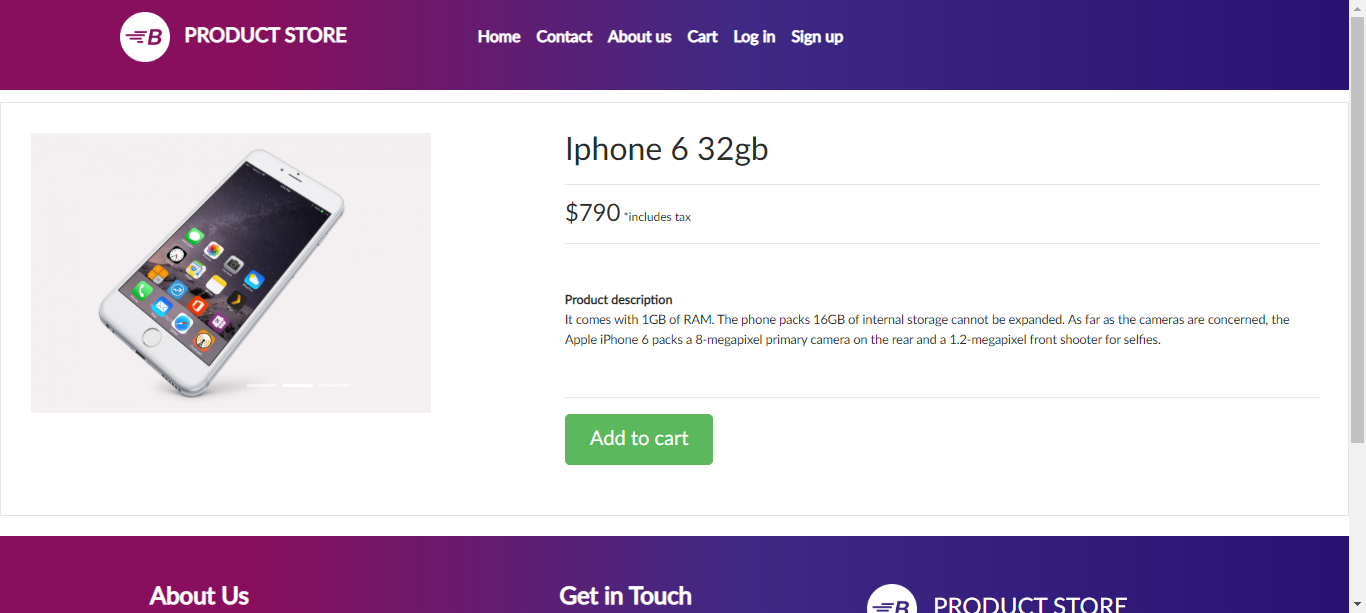 B PRODUCT STORE
Home Contact About us Cart Log in Sign up
Iphone 6 32gb
$790 *includes tax
Product description
It comes with 1GB of RAM. The phone packs 16GB of internal storage cannot be expanded. As far as the cameras are concerned, the
Apple iPhone 6 packs a 8-megapixel primary camera on the rear and a 1.2-megapixel front shooter for selfies.
Add to cart
About Us
Get in Touch
B PRODUCT STORE